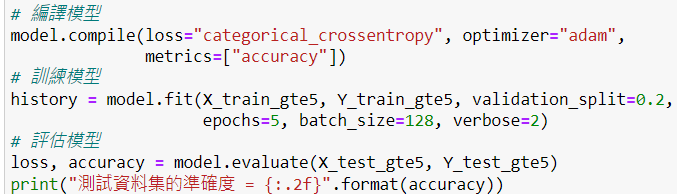 # 編譯模型
model.compile(loss="categorical_crossentropy", optimizer="adam",
              metrics=["accuracy"])
# 訓練模型
history = model.fit(X_train_gte5, Y_train_gte5, validation_split=0.2,
                    epochs=5, batch_size=128, verbose=2)
# 評估模型
loss, accuracy = model.evaluate(X_test_gte5, Y_test_gte5)
print("測試資料集的準確度 = {:.2f}".format(accuracy))